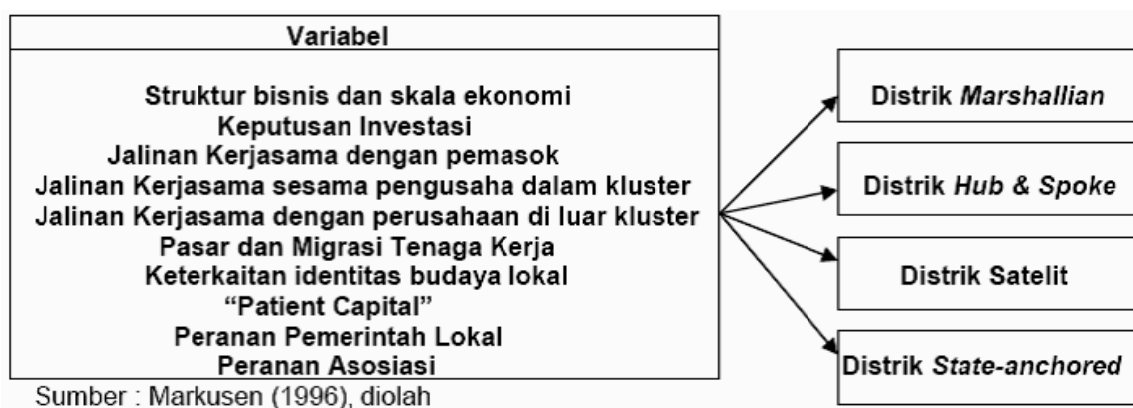 Variabel
Struktur bisnis dan skala ekonomi
Keputusan Investasi
Jalinan Kerjasama dengan pemasok
Jalinan Kerjasama sesama pengusaha dalam kluster
Jalinan Kerjasama dengan perusahaan di luar kluster
Pasar dan Migrasi Tenaga Kerja
Keterkaitan identitas budaya lokal
“Patient Capital”
Peranan Pemerintah Lokal
Peranan Asosiasi
Distrik Marshallian
Distrik Hub & Spoke
Distrik Satelit
Distrik State-anchored
Sumber : Markusen (1996), diolah